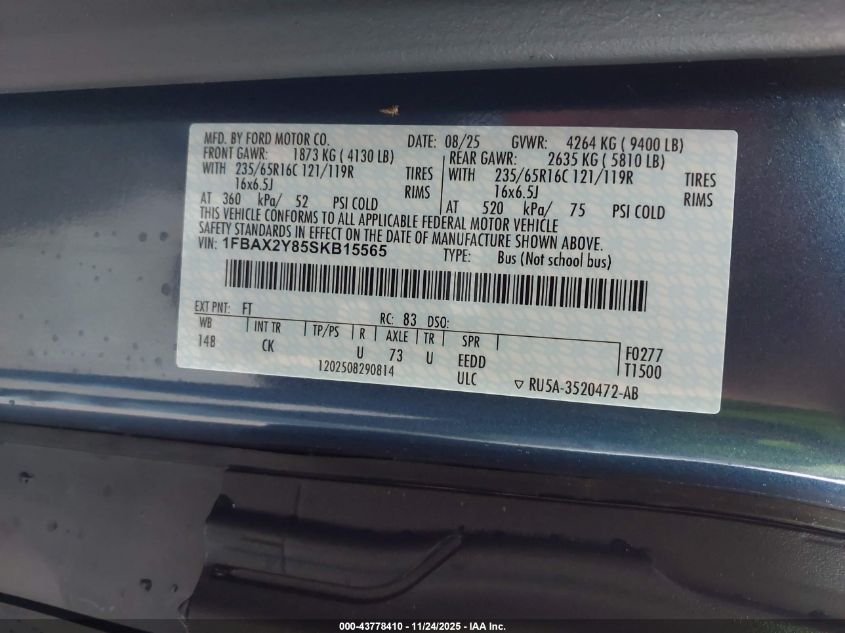 MFD. BY FORD MOTOR CO. DATE: 08/25 GVWR: 4264 KG ( 9400 LB)
FRONT GAWR: 1873 KG ( 4130 LB) REAR GAWR: 2635 KG ( 5810 LB)
WITH 235/65R16C 121/119R TIRES WITH 235/65R16C 121/119R TIRES
16x6.5J RIMS 16x6.5J RIMS
AT 360 kPa/ 52 PSI COLD AT 520 kPa/ 75 PSI COLD
THIS VEHICLE CONFORMS TO ALL APPLICABLE FEDERAL MOTOR VEHICLE
SAFETY STANDARDS IN EFFECT ON THE DATE OF MANUFACTURE SHOWN ABOVE.
VIN: 1FBAX2Y85SKB15565 TYPE: Bus (Not school bus)
EXT PNT: FT RC: 83 DSO:
WB INT TR TP/PS R AXLE TR SPR
148 CK U 73 U EEDD F0277
1202508290814 ULC T1500
▽ RU5A-3520472-AB
000-43778410 - 11/24/2025 - IAA Inc.